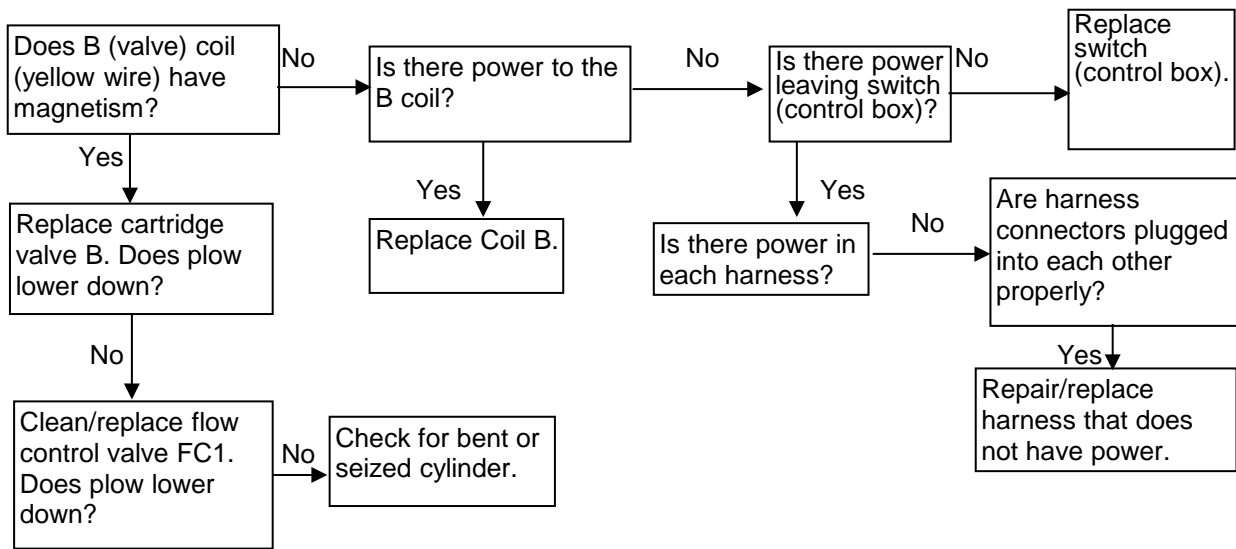 Does B (valve) coil
(yellow wire) have
magnetism?
No
Is there power to the
B coil?
No
Is there power
leaving switch
(control box)?
No
Replace
switch
(control box).
Yes
Replace cartridge
valve B. Does plow
lower down?
Yes
Replace Coil B.
Yes
Is there power in
each harness?
No
Are harness
connectors plugged
into each other
properly?
No
Clean/replace flow
control valve FC1.
Does plow lower
down?
No
Check for bent or
seized cylinder.
Yes
Repair/replace
harness that does
not have power.